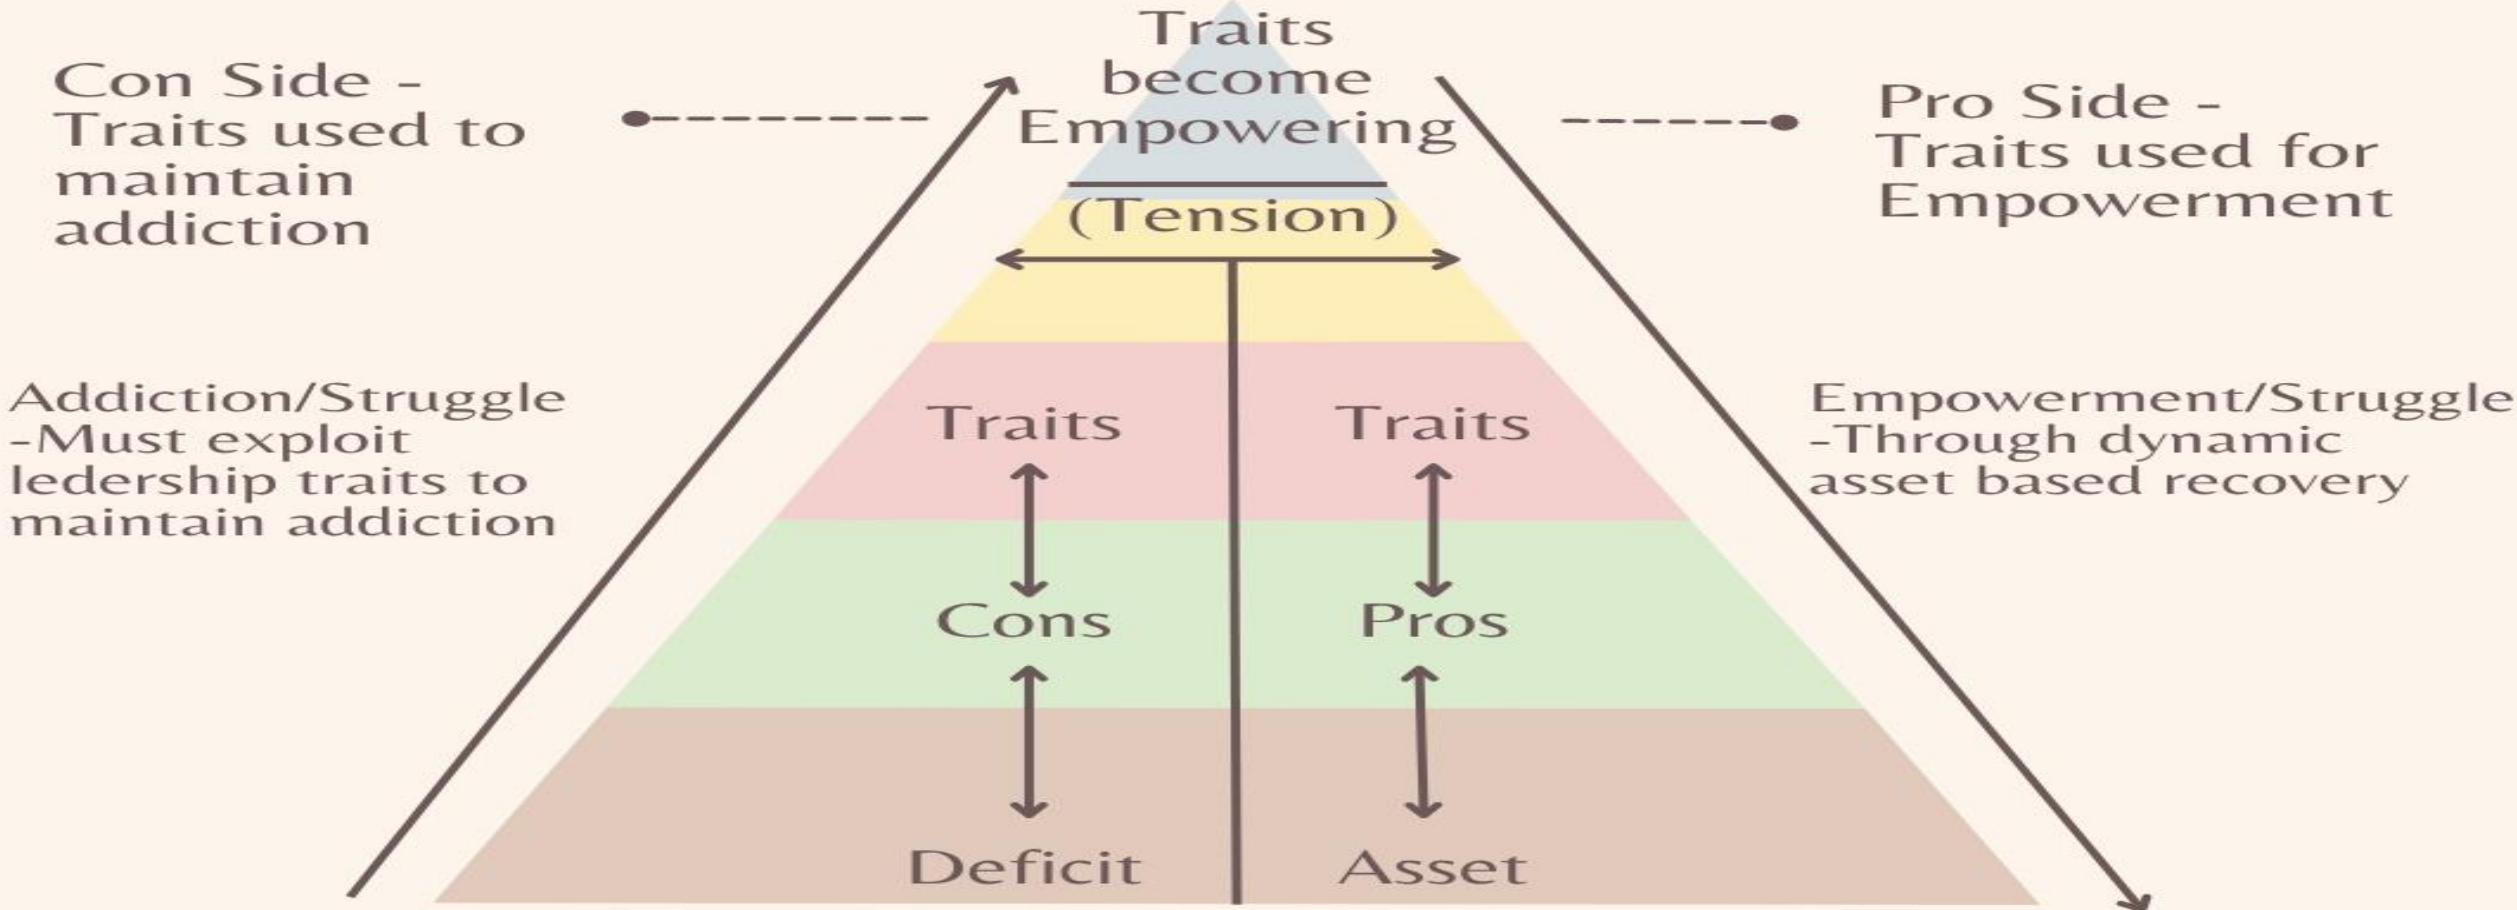 Traits
become
Empowering
(Tension)
Con Side -
Traits used to
maintain
addiction
Pro Side -
Traits used for
Empowerment
Addiction/Struggle
-Must exploit
ledership traits to
maintain addiction
Empowerment/Struggle
-Through dynamic
asset based recovery
Traits
Traits
Cons
Pros
Deficit
Asset